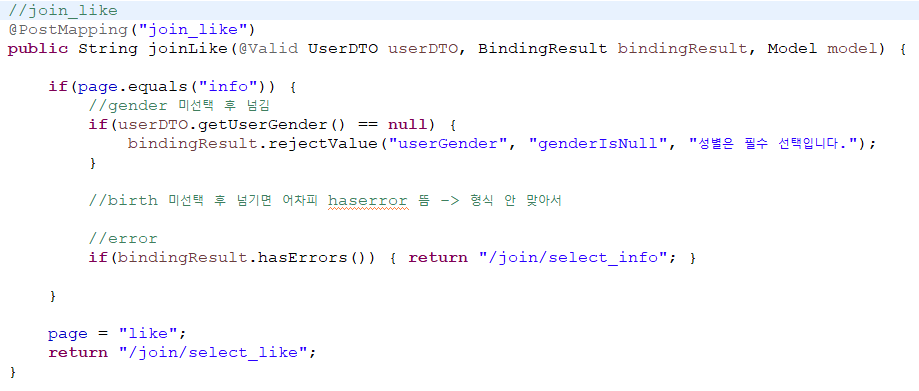 //join_like
@PostMapping("join_like")
public String joinLike(@Valid UserDTO userDTO, BindingResult bindingResult, Model model) {
if(page.equals("info")) {
//gender 미선택 후 넘김
if(userDTO.getUserGender() == null) {
bindingResult.rejectValue("userGender", "genderIsNull", "성별은 필수 선택입니다.");
}
//birth 미선택 후 넘기면 어차피 haserror 뜸 -> 형식 안 맞아서
//error
if(bindingResult.hasErrors()) { return "/join/select_info"; }
}
page = "like";
return "/join/select_like";
}